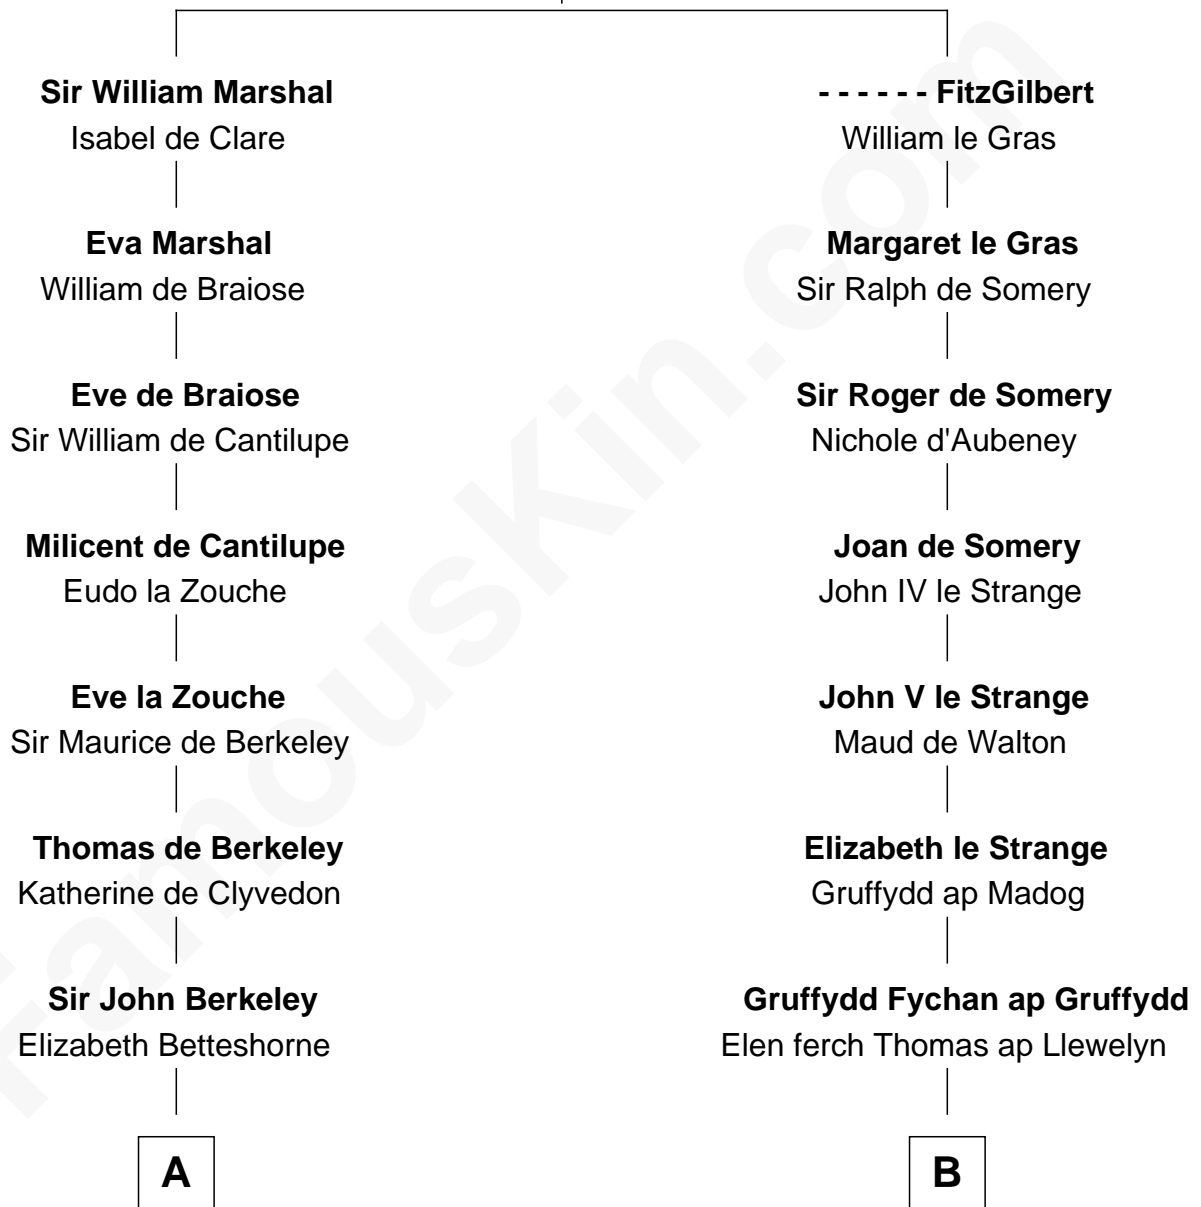 Sir William Marshal
Isabel de Clare
Eva Marshal
William de Braiose
Eve de Braiose
Sir William de Cantilupe
Milicent de Cantilupe
Eudo la Zouche
Eve la Zouche
Sir Maurice de Berkeley
Thomas de Berkeley
Katherine de Clyvedon
Sir John Berkeley
Elizabeth Betteshorne
A
- - - - - - FitzGilbert
William le Gras
Margaret le Gras
Sir Ralph de Somery
Sir Roger de Somery
Nichole d'Aubeney
Joan de Somery
John IV le Strange
John V le Strange
Maud de Walton
Elizabeth le Strange
Gruffydd ap Madog
Gruffydd Fychan ap Gruffydd
Elen ferch Thomas ap Llewelyn
B
FamousKin.com